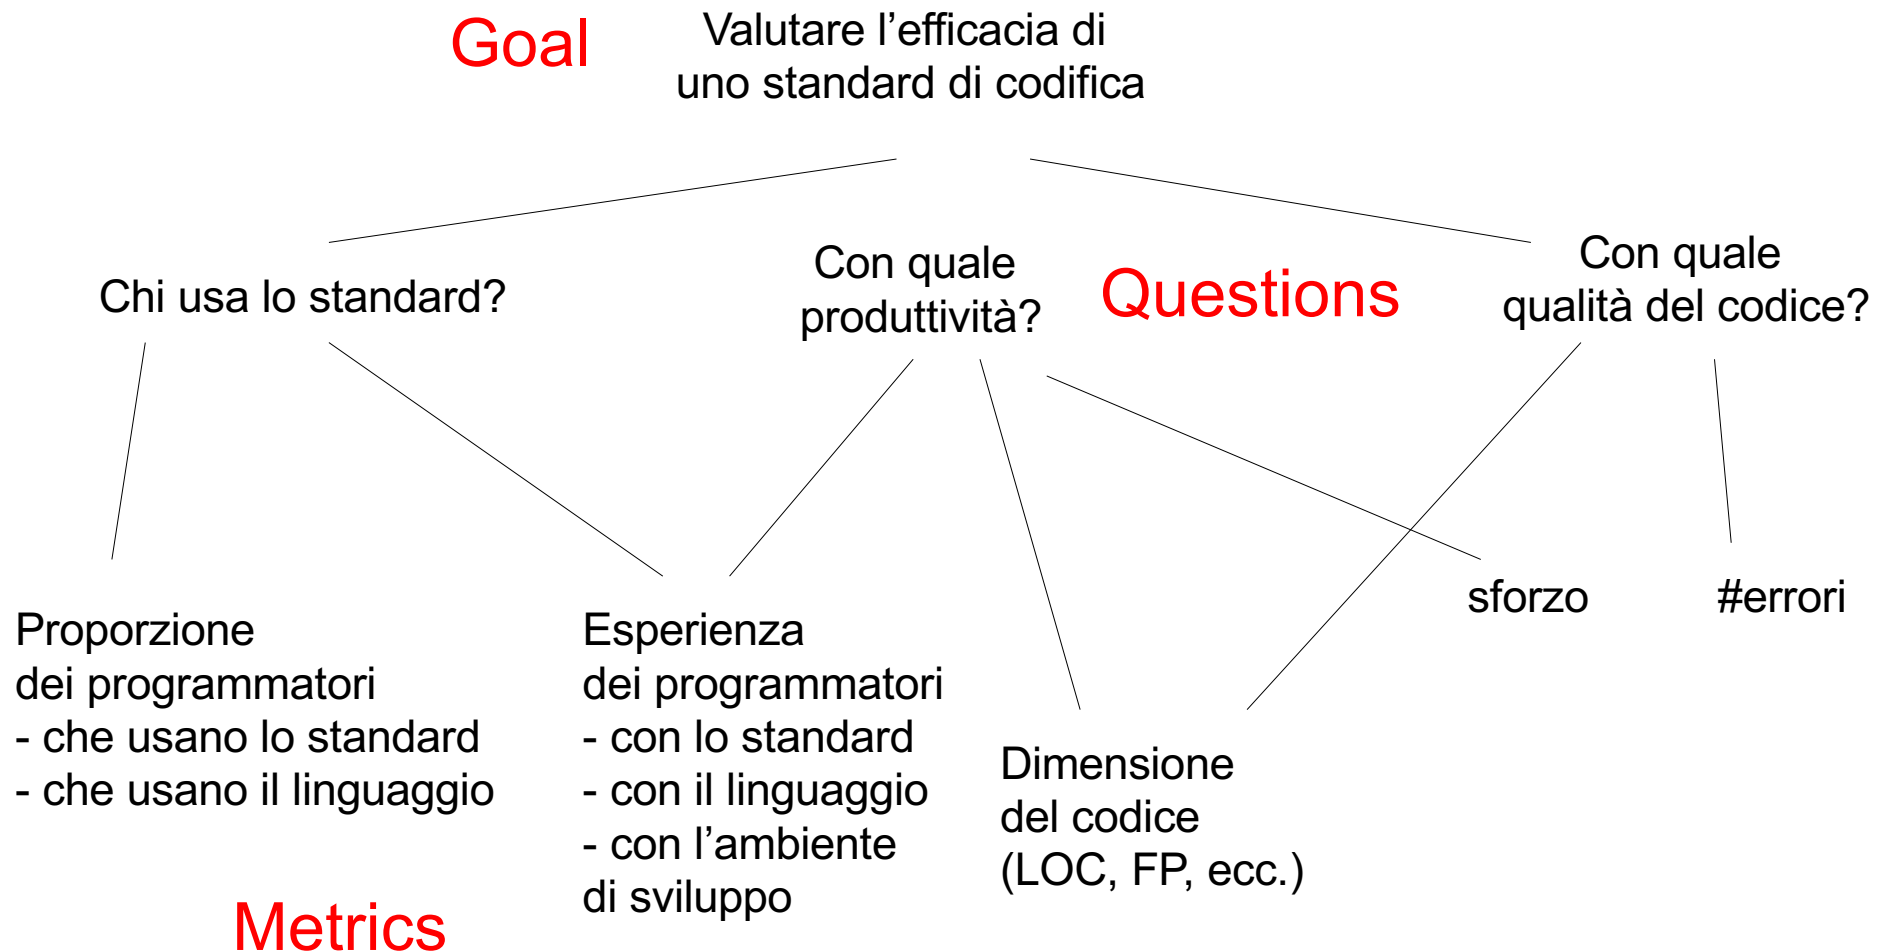 Goal
Valutare l’efficacia di
uno standard di codifica
Chi usa lo standard?
Con quale
produttività?
Questions
Con quale
qualità del codice?
Proporzione
dei programmatori
- che usano lo standard
- che usano il linguaggio
Esperienza
dei programmatori
- con lo standard
- con il linguaggio
- con l’ambiente
di sviluppo
Dimensione
del codice
(LOC, FP, ecc.)
sforzo
#errori
Metrics